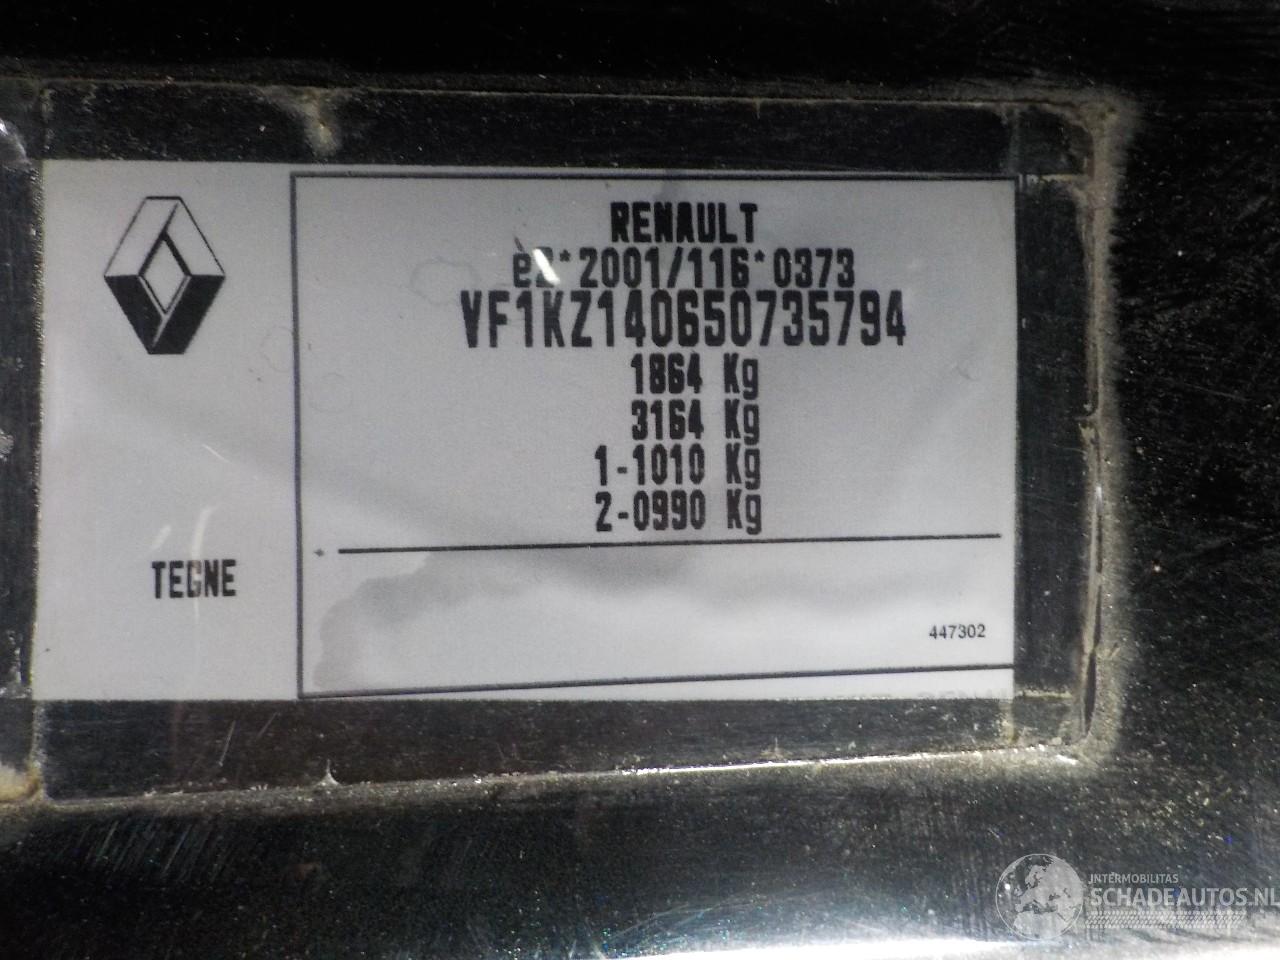 RENAULT
e2*2001/116*0373
VF1KZ140650735794
1864 Kg
3164 Kg
1-1010 Kg
2-0990 Kg
TEGNE
447302
INTERMOBILITAS
SCHADEAUTOS.NL